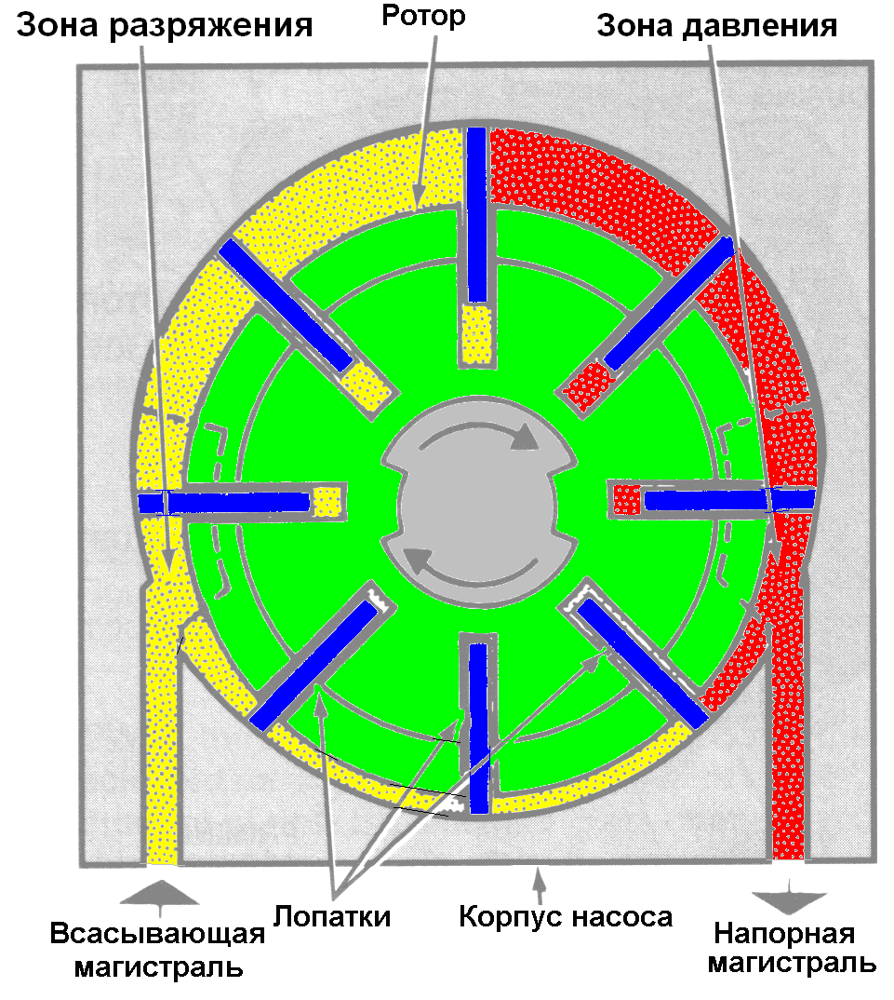 Зона разряжения
Ротор
Зона давления
Лопатки
Корпус насоса
Всасывающая
магистраль
Напорная
магистраль